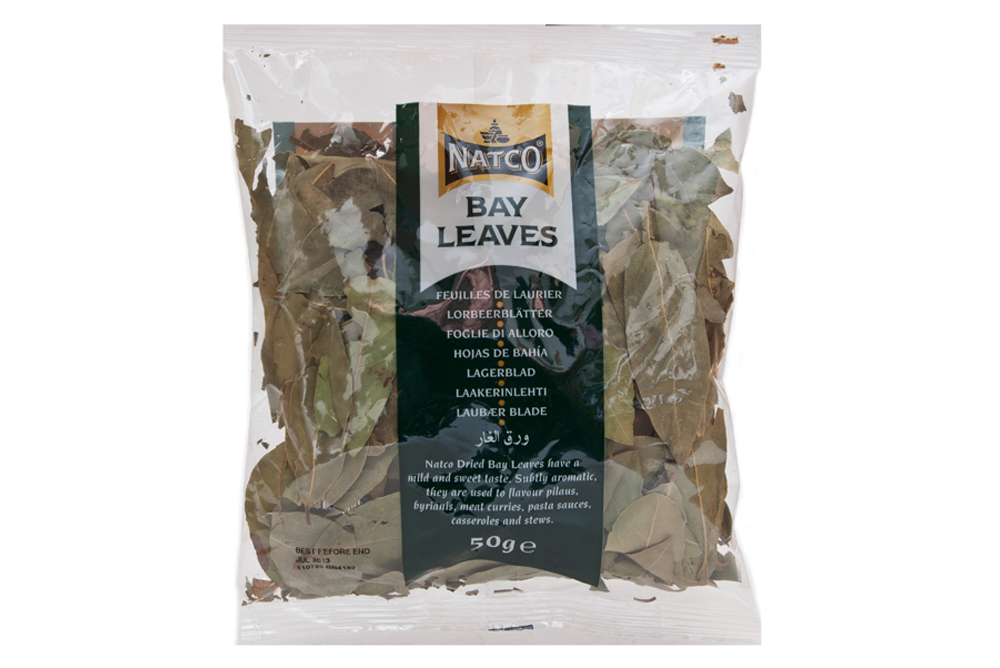 NATCO®
BAY
LEAVES
FEUILLES DE LAURIER
LORBEERBLÄTTER
FOGLIE DI ALLORO
HOJAS DE BAHÍA
LAGERBLAD
LAAKERINLEHTI
LAUBÆR BLADE
ورق الغار
Natco Dried Bay Leaves have a
mild and sweet taste. Subtly aromatic,
they are used to flavour pilaus,
byrianis, meat curries, pasta sauces,
casseroles and stews.
50g ℮
BEST BEFORE END
JUL